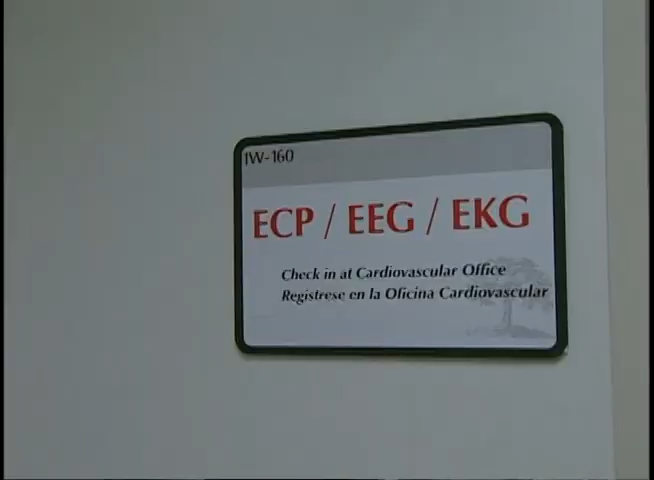 IW-160
ECP / EEG / EKG
Check in at Cardiovascular Office
Registrese en la Oficina Cardiovascular